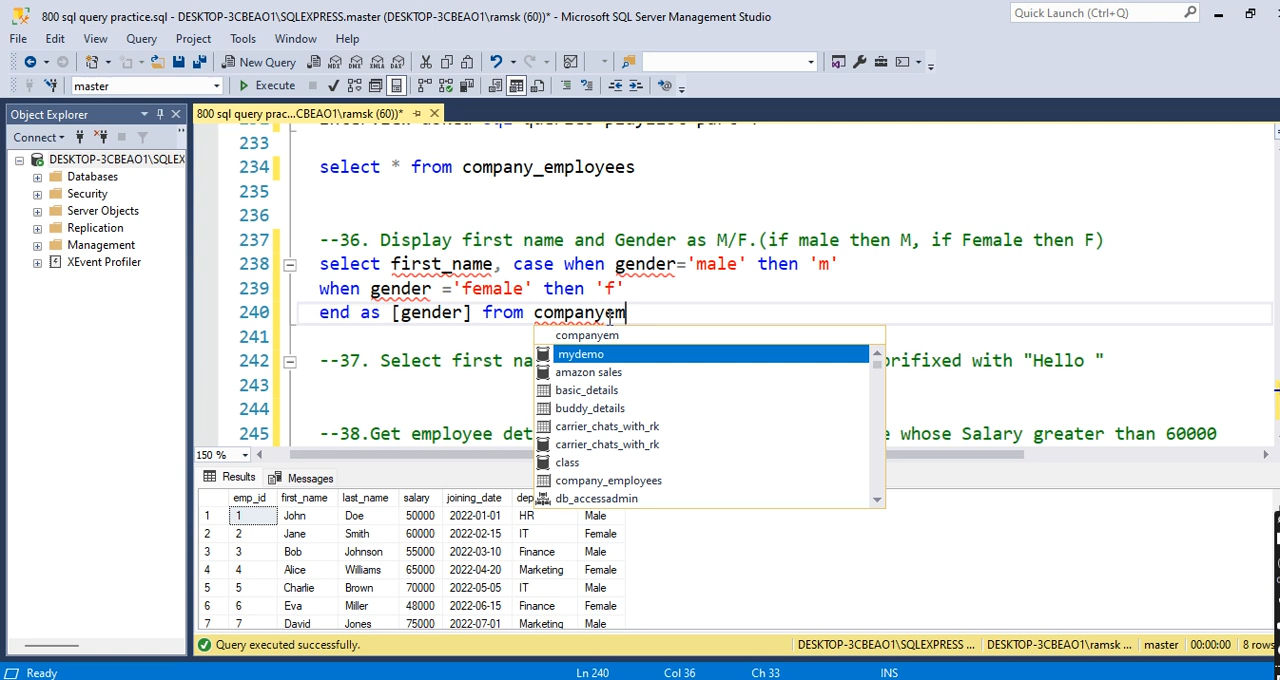 800 sql query practice.sql - DESKTOP-3CBEAO1\SQLEXPRESS.master (DESKTOP-3CBEAO1\ramsk (60))* - Microsoft SQL Server Management Studio
Quick Launch (Ctrl+Q)
File Edit View Query Project Tools Window Help
New Query
master Execute
Object Explorer
800 sql query prac...CBEAO1\ramsk (60))*
Connect
DESKTOP-3CBEAO1\SQLEX
Databases
Security
Server Objects
Replication
Management
XEvent Profiler
233
234 select * from company_employees
235
236
237 --36. Display first name and Gender as M/F.(if male then M, if Female then F)
238 select first_name, case when gender='male' then 'm'
239 when gender ='female' then 'f'
240 end as [gender] from companyem
241
242 --37. Select first na prifixed with "Hello "
243
244
245 --38.Get employee det e whose Salary greater than 60000
companyem
mydemo
amazon sales
basic_details
buddy_details
carrier_chats_with_rk
carrier_chats_with_rk
class
company_employees
db_accessadmin
150 %
Results Messages
emp_id first_name last_name salary joining_date dep
1 1 John Doe 50000 2022-01-01 HR Male
2 2 Jane Smith 60000 2022-02-15 IT Female
3 3 Bob Johnson 55000 2022-03-10 Finance Male
4 4 Alice Williams 65000 2022-04-20 Marketing Female
5 5 Charlie Brown 70000 2022-05-05 IT Male
6 6 Eva Miller 48000 2022-06-15 Finance Female
7 7 David Jones 75000 2022-07-01 Marketing Male
Query executed successfully. DESKTOP-3CBEAO1\SQLEXPRESS ... DESKTOP-3CBEAO1\ramsk ... master 00:00:00 8 rows
Ready Ln 240 Col 36 Ch 33 INS